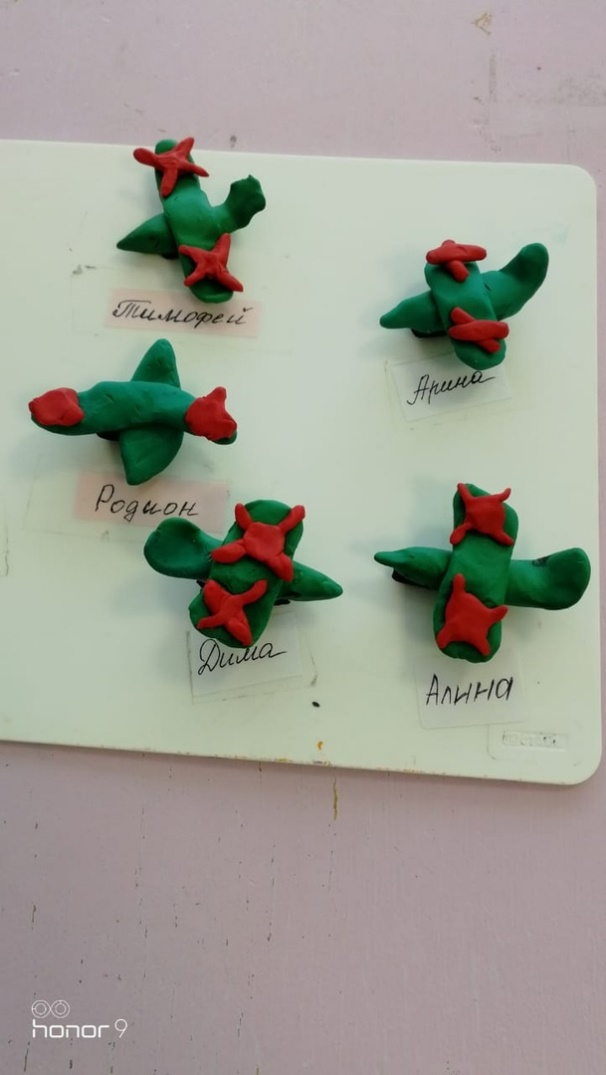 Тимофей
Арина
Родион
Дима
Алина
honor 9